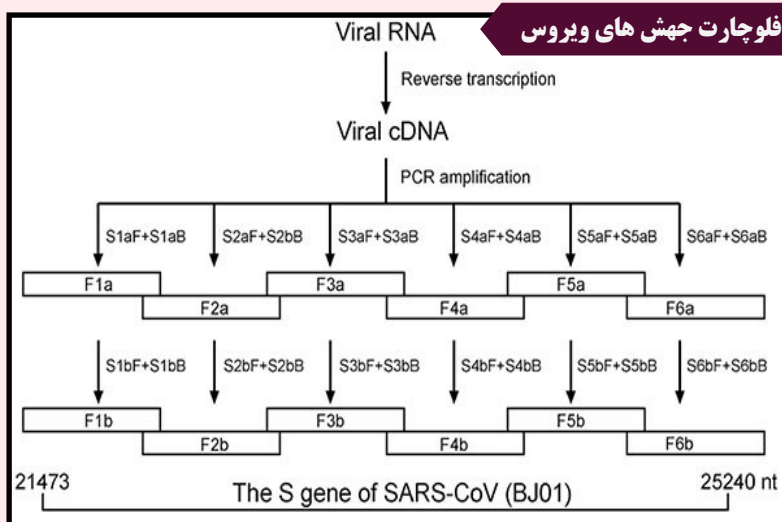 فلوچارت جهش های ویروس
Viral RNA
Reverse transcription
Viral cDNA
PCR amplification
S1aF+S1aB S2aF+S2bB S3aF+S3aB S4aF+S4aB S5aF+S5aB S6aF+S6aB
F1a F3a F5a
F2a F4a F6a
S1bF+S1bB S2bF+S2bB S3bF+S3bB S4bF+S4bB S5bF+S5bB S6bF+S6bB
F1b F3b F5b
F2b F4b F6b
21473 25240 nt
The S gene of SARS-CoV (BJ01)